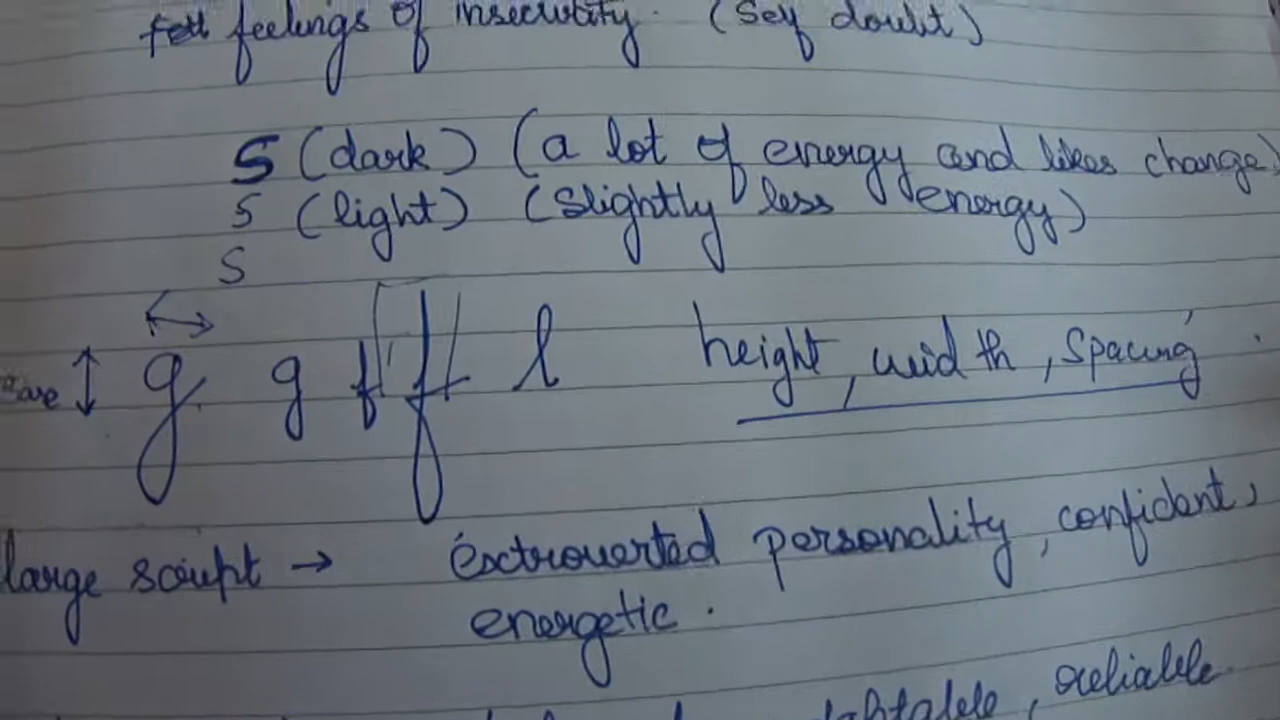 feelings of insecurity. (Self doubt)
S (dark) (a lot of energy and likes change)
S (light) (Slightly less energy)
S
g g f f l height, width, Spacing
large script → extroverted personality, confident,
energetic.
, reliable